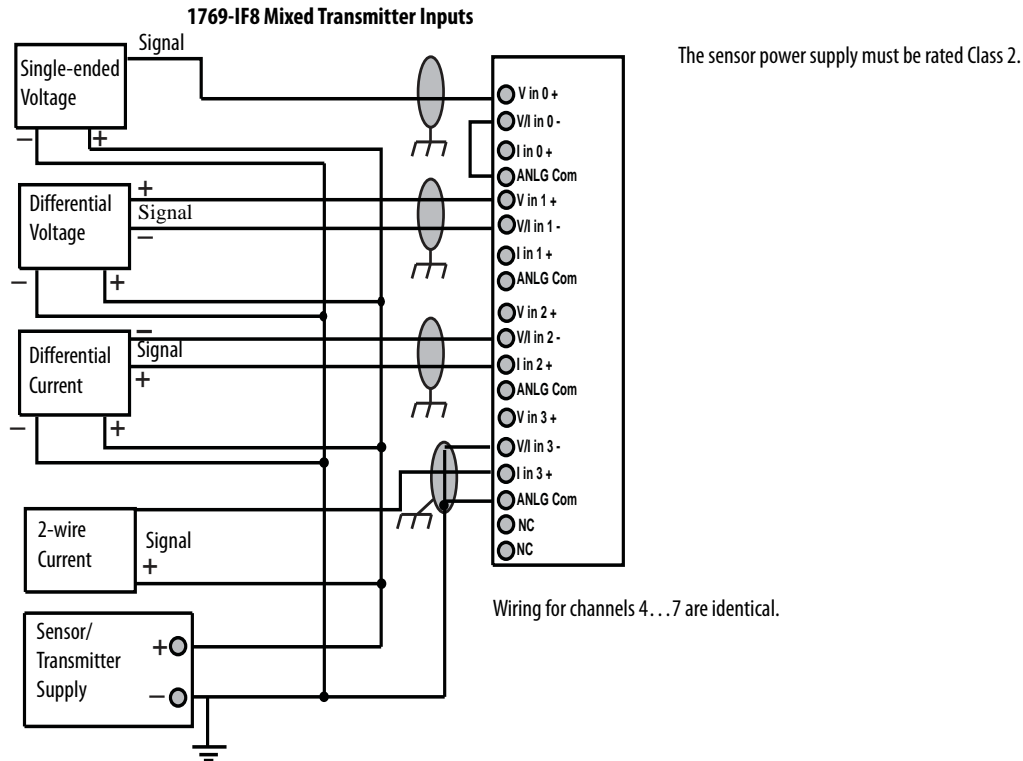 1769-IF8 Mixed Transmitter Inputs
The sensor power supply must be rated Class 2.
Single-ended
Voltage
Signal
−
+
Differential
Voltage
+
Signal
−
−
+
Differential
Current
−
Signal
+
−
+
2-wire
Current
Signal
+
Sensor/
Transmitter
Supply
+
−
V in 0 +
V/I in 0 -
I in 0 +
ANLG Com
V in 1 +
V/I in 1 -
I in 1 +
ANLG Com
V in 2 +
V/I in 2 -
I in 2 +
ANLG Com
V in 3 +
V/I in 3 -
I in 3 +
ANLG Com
NC
NC
Wiring for channels 4…7 are identical.